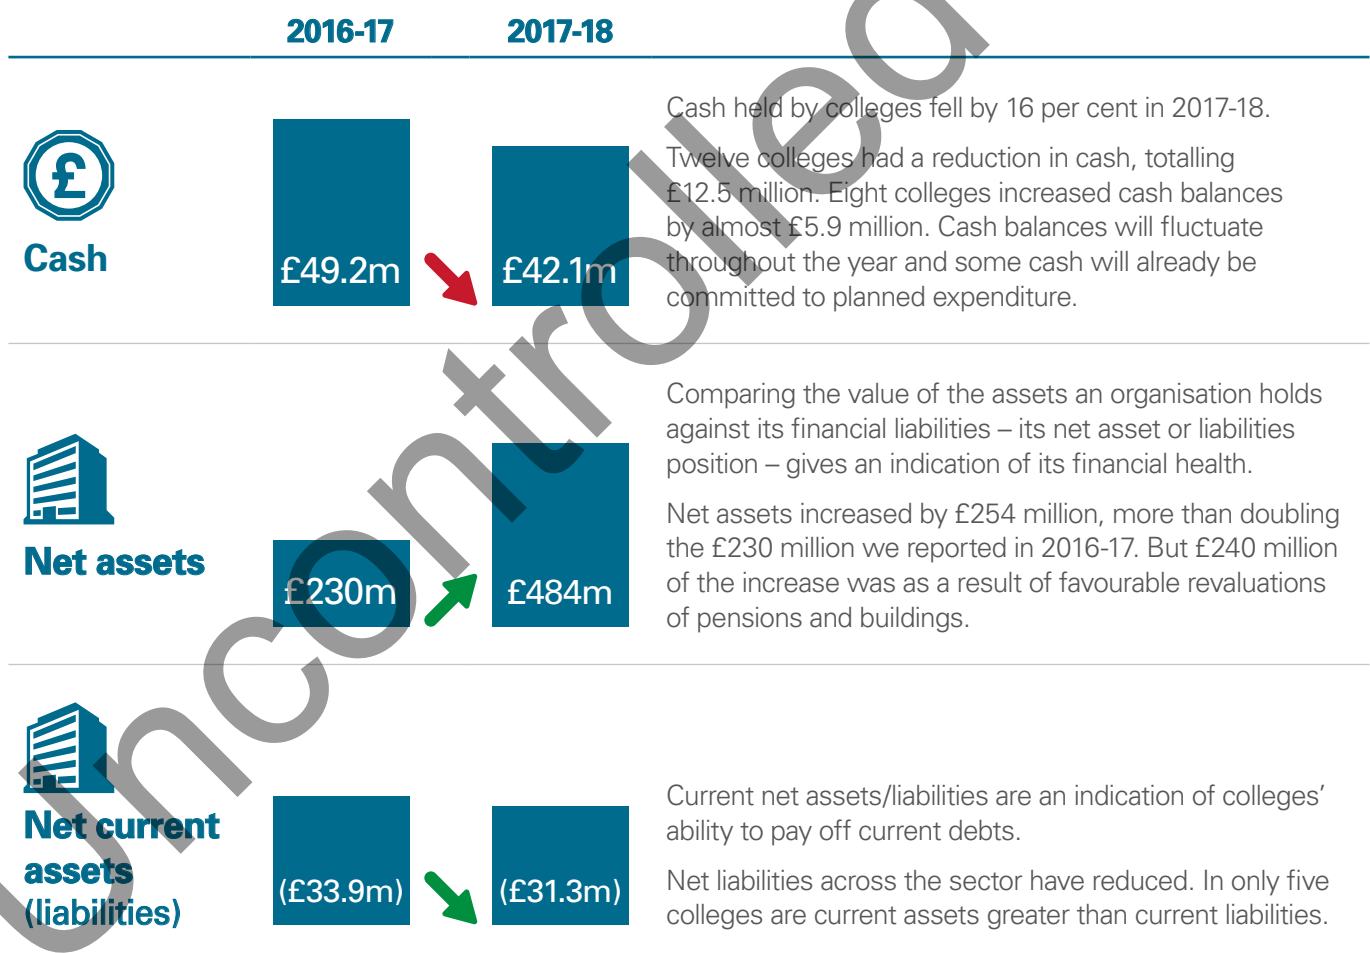 2016-17 2017-18
Cash
£49.2m
£42.1m
Cash held by colleges fell by 16 per cent in 2017-18.
Twelve colleges had a reduction in cash, totalling
£12.5 million. Eight colleges increased cash balances
by almost £5.9 million. Cash balances will fluctuate
throughout the year and some cash will already be
committed to planned expenditure.
Net assets
£230m
£484m
Comparing the value of the assets an organisation holds
against its financial liabilities – its net asset or liabilities
position – gives an indication of its financial health.
Net assets increased by £254 million, more than doubling
the £230 million we reported in 2016-17. But £240 million
of the increase was as a result of favourable revaluations
of pensions and buildings.
Net current
assets
(liabilities)
(£33.9m)
(£31.3m)
Current net assets/liabilities are an indication of colleges’
ability to pay off current debts.
Net liabilities across the sector have reduced. In only five
colleges are current assets greater than current liabilities.
Uncontrolled